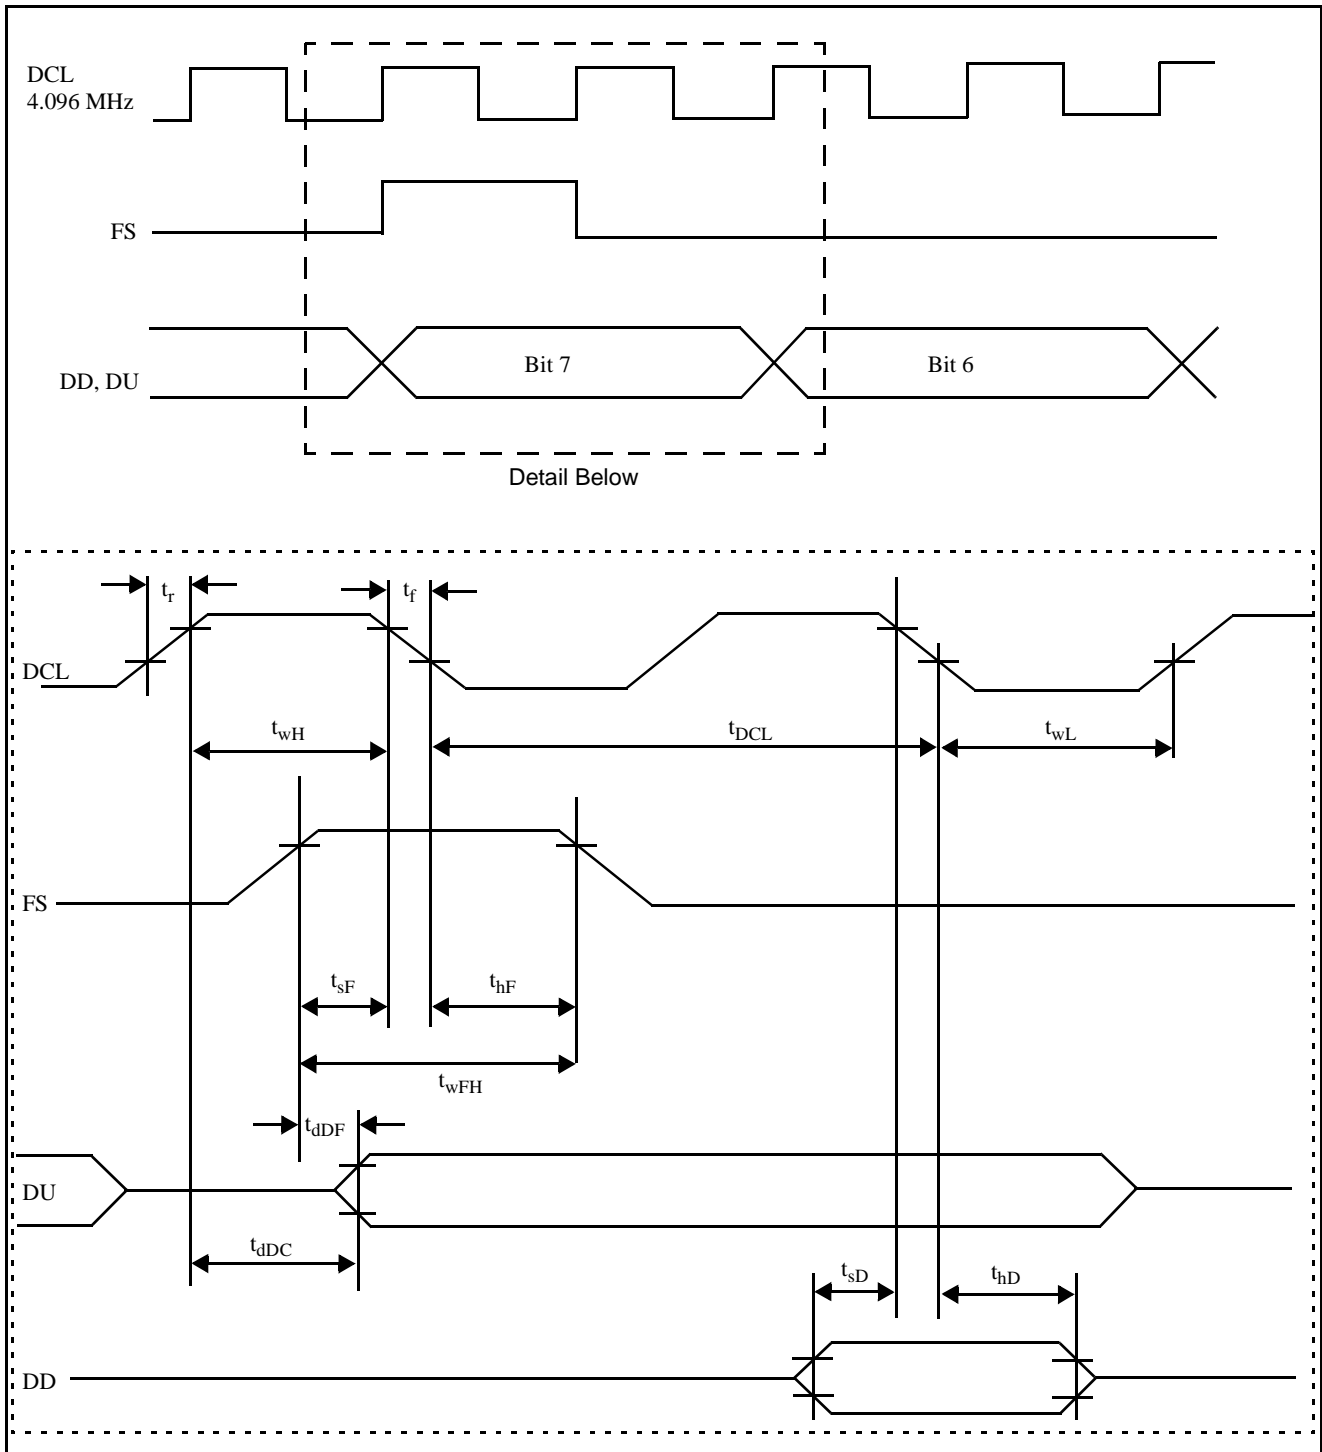 DCL
4.096 MHz
FS
Bit 7
Bit 6
DD, DU
Detail Below
tr
tf
DCL
twH
tDCL
twL
FS
tsF
thF
twFH
tdDF
DU
tdDC
tsD
thD
DD